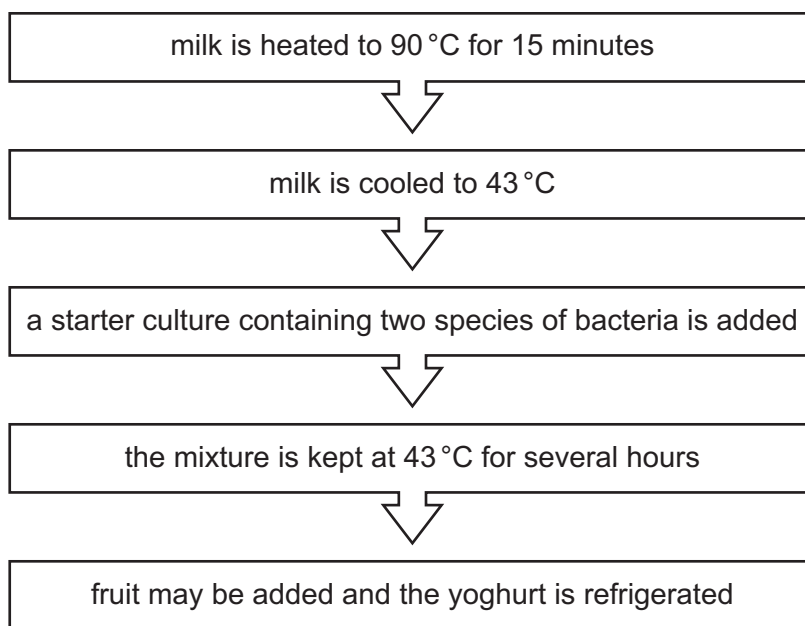 milk is heated to 90 °C for 15 minutes
milk is cooled to 43 °C
a starter culture containing two species of bacteria is added
the mixture is kept at 43 °C for several hours
fruit may be added and the yoghurt is refrigerated